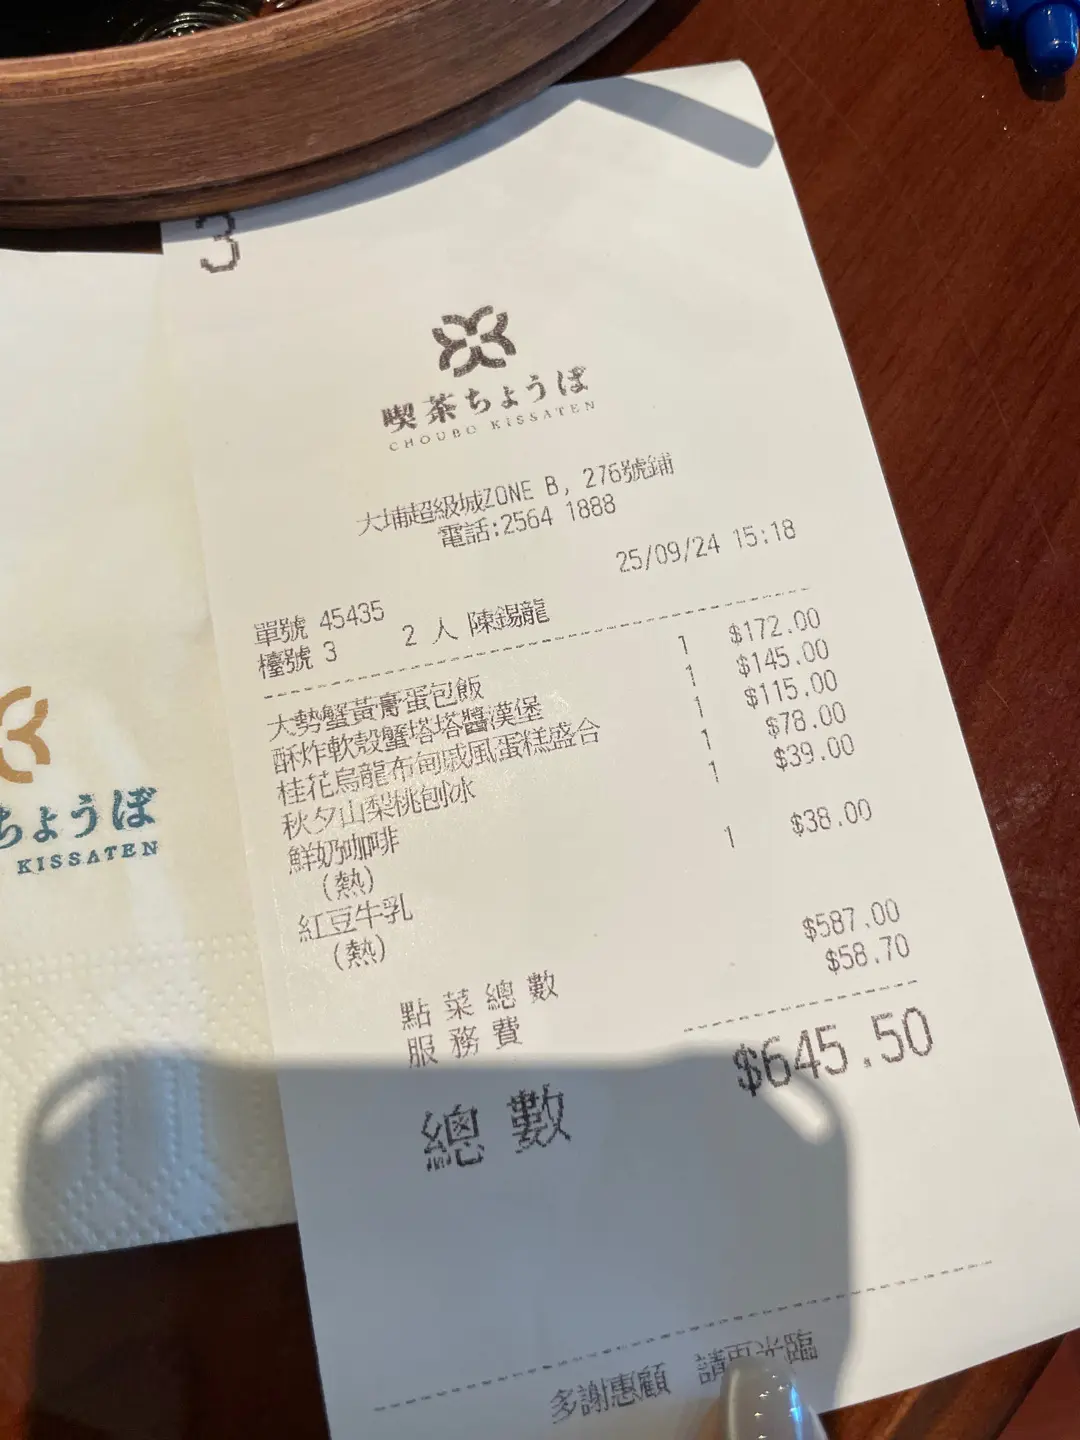 3
喫茶ちょうぼ
CHOUBO KISSATEN
大埔超級城ZONE B, 276號鋪
電話:2564 1888
25/09/24 15:18
單號 45435
檯號 3 2 人 陳錫龍
大勢蟹黃膏蛋包飯 1 $172.00
酥炸軟殼蟹塔塔醬漢堡 1 $145.00
桂花烏龍布甸戚風蛋糕盛合 1 $115.00
秋夕山梨桃刨冰 1 $78.00
鮮奶咖啡 1 $39.00
(熱)
紅豆牛乳 1 $38.00
(熱)
點菜總數 $587.00
服務費 $58.70
總數 $645.50
多謝惠顧 請再光臨
ちょうぼ
KISSATEN